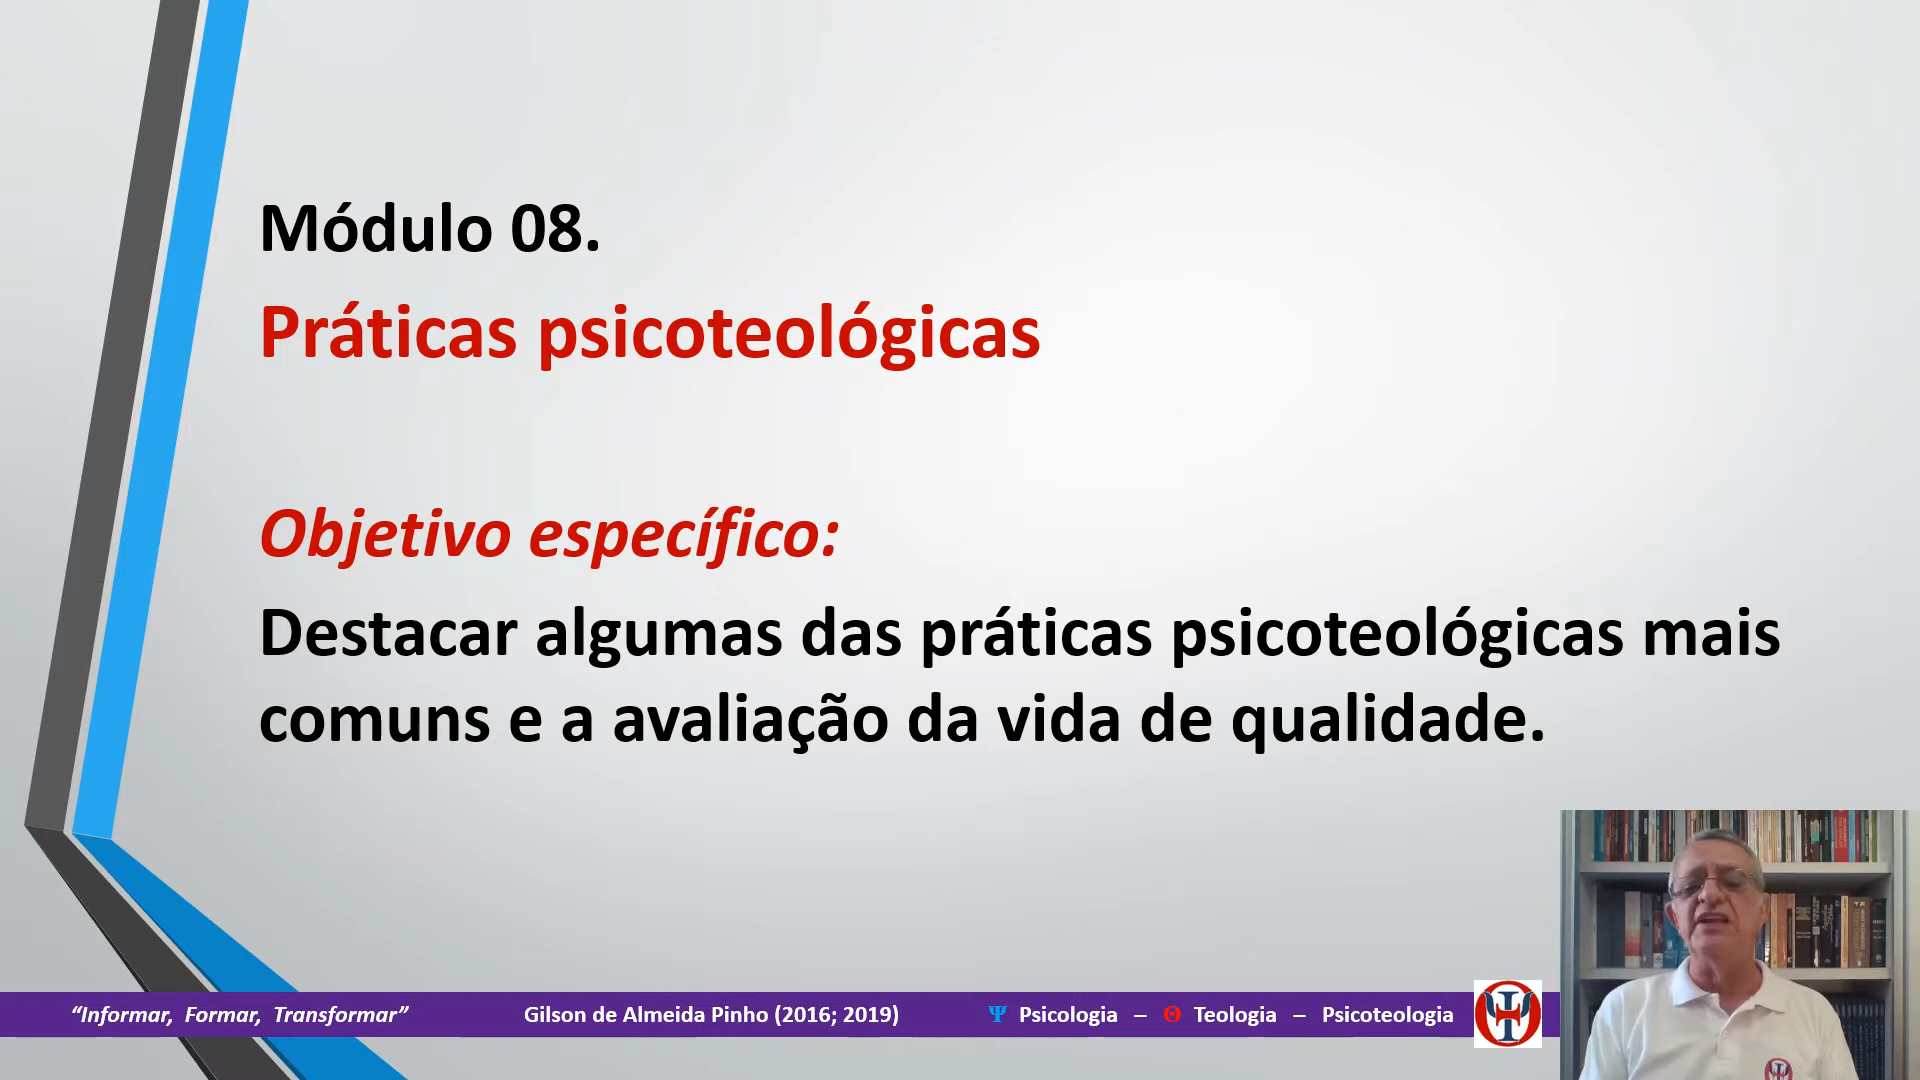 Módulo 08.
Práticas psicoteológicas
Objetivo específico:
Destacar algumas das práticas psicoteológicas mais
comuns e a avaliação da vida de qualidade.
“Informar, Formar, Transformar” Gilson de Almeida Pinho (2016; 2019) Ψ Psicologia – Θ Teologia – Psicoteologia